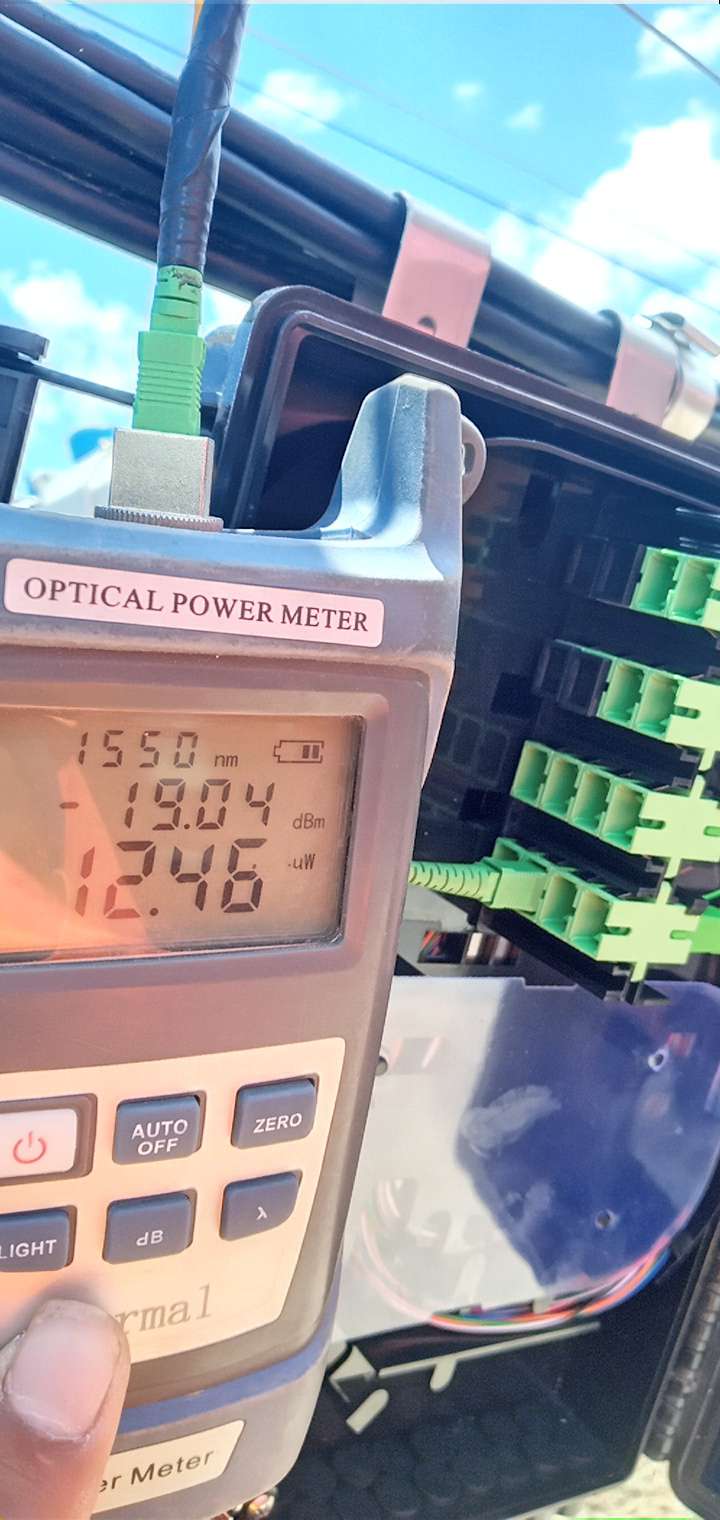 OPTICAL POWER METER
1550 nm
-19.04 dBm
12.46 uW
AUTO OFF
ZERO
LIGHT
dB
λ
Meter